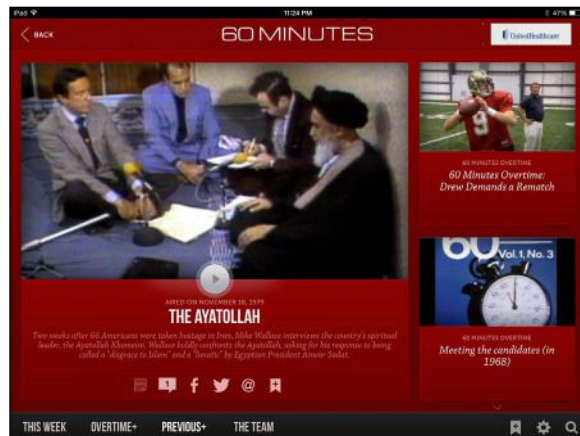 iPad
11:24 PM
47%
BACK
60 MINUTES
UnitedHealthcare
60 MINUTES OVERTIME
60 Minutes Overtime:
Drew Demands a Rematch
9
AIRED ON NOVEMBER 18, 1979
THE AYATOLLAH
Two weeks after 66 Americans were taken hostage in Iran, Mike Wallace interviews the country's spiritual
leader, the Ayatollah Khomeini. Wallace boldly confronts the Ayatollah, asking for his response to being
called a "disgrace to Islam" and a "lunatic" by Egyptian President Anwar Sadat.
60
Vol. 1, No. 3
60 MINUTES OVERTIME
Meeting the candidates (in
1968)
THIS WEEK
OVERTIME+
PREVIOUS+
THE TEAM